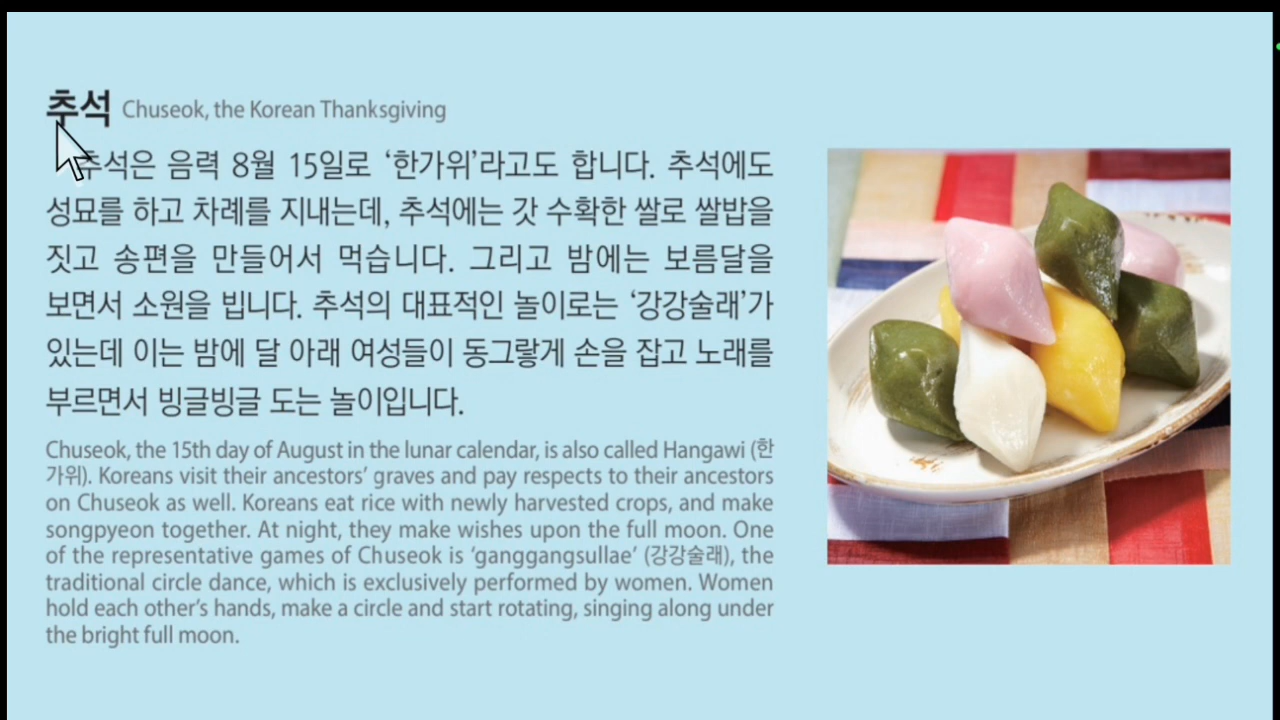 추석 Chuseok, the Korean Thanksgiving
추석은 음력 8월 15일로 ‘한가위’라고도 합니다. 추석에도
성묘를 하고 차례를 지내는데, 추석에는 갓 수확한 쌀로 쌀밥을
짓고 송편을 만들어서 먹습니다. 그리고 밤에는 보름달을
보면서 소원을 빕니다. 추석의 대표적인 놀이로는 ‘강강술래’가
있는데 이는 밤에 달 아래 여성들이 동그랗게 손을 잡고 노래를
부르면서 빙글빙글 도는 놀이입니다.
Chuseok, the 15th day of August in the lunar calendar, is also called Hangawi (한
가위). Koreans visit their ancestors’ graves and pay respects to their ancestors
on Chuseok as well. Koreans eat rice with newly harvested crops, and make
songpyeon together. At night, they make wishes upon the full moon. One
of the representative games of Chuseok is ‘ganggangsullae’ (강강술래), the
traditional circle dance, which is exclusively performed by women. Women
hold each other’s hands, make a circle and start rotating, singing along under
the bright full moon.